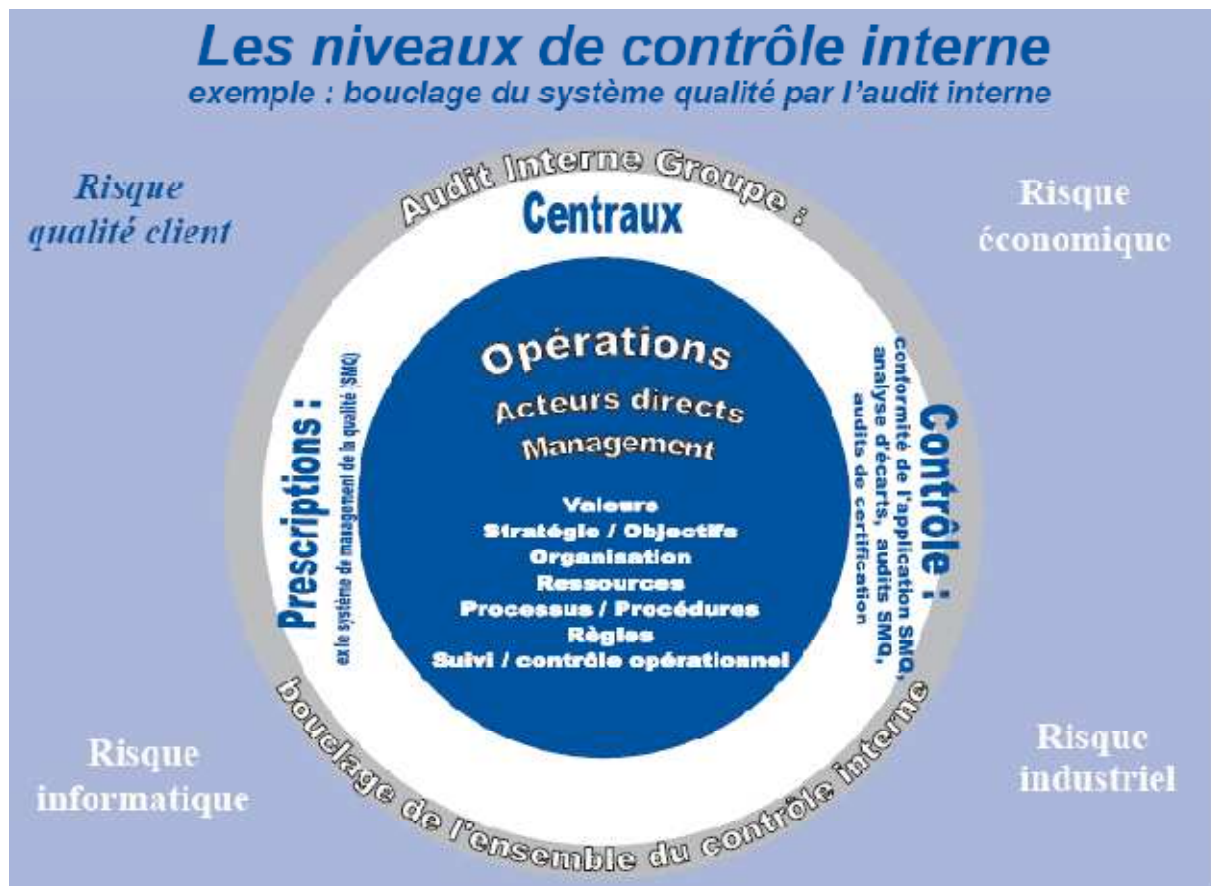 Les niveaux de contrôle interne
exemple : bouclage du système qualité par l'audit interne
Risque
qualité client
Risque
économique
Audit Interne Groupe :
Centraux
Opérations
Acteurs directs
Management
Valeurs
Stratégie / Objectifs
Organisation
Ressources
Processus / Procédures
Règles
Suivi / contrôle opérationnel
Prescriptions :
ex le système de management de la qualité (SMQ)
Contrôle :
conformité de l'application SMQ,
analyse d'écarts, audits SMQ,
audits de certification
bouclage de l'ensemble du contrôle interne
Risque
informatique
Risque
industriel